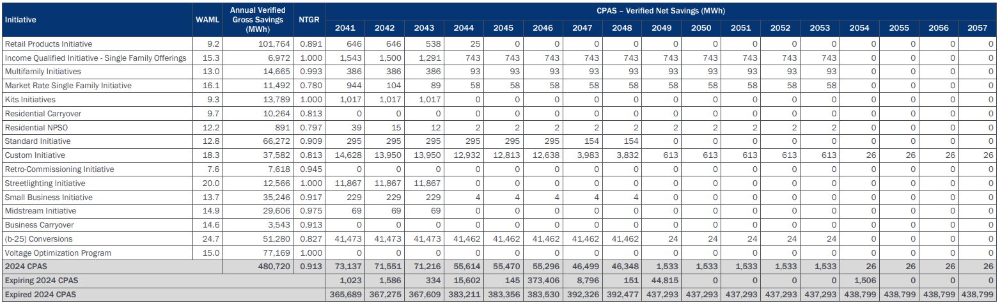 Initiative WAML Annual Verified Gross Savings (MWh) NTGR CPAS – Verified Net Savings (MWh)
2041 2042 2043 2044 2045 2046 2047 2048 2049 2050 2051 2052 2053 2054 2055 2056 2057
Retail Products Initiative 9.2 101,764 0.891 646 646 538 25 0 0 0 0 0 0 0 0 0 0 0 0 0
Income Qualified Initiative - Single Family Offerings 15.3 6,972 1.000 1,543 1,500 1,291 743 743 743 743 743 743 743 743 743 743 0 0 0 0
Multifamily Initiatives 13.0 14,665 0.993 386 386 386 93 93 93 93 93 93 93 93 93 93 0 0 0 0
Market Rate Single Family Initiative 16.1 11,492 0.780 944 104 89 58 58 58 58 58 58 58 58 58 58 0 0 0 0
Kits Initiatives 9.3 13,789 1.000 1,017 1,017 1,017 0 0 0 0 0 0 0 0 0 0 0 0 0 0
Residential Carryover 9.7 10,264 0.813 0 0 0 0 0 0 0 0 0 0 0 0 0 0 0 0 0
Residential NPSO 12.2 891 0.797 39 15 12 2 2 2 2 2 2 2 2 2 2 0 0 0 0
Standard Initiative 12.8 66,272 0.909 295 295 295 295 295 295 154 154 0 0 0 0 0 0 0 0 0
Custom Initiative 18.3 37,582 0.813 14,628 13,950 13,950 12,932 12,813 12,638 3,983 3,832 613 613 613 613 613 26 26 26 26
Retro-Commissioning Initiative 7.6 7,618 0.945 0 0 0 0 0 0 0 0 0 0 0 0 0 0 0 0 0
Streetlighting Initiative 20.0 12,566 1.000 11,867 11,867 11,867 0 0 0 0 0 0 0 0 0 0 0 0 0 0
Small Business Initiative 13.7 35,246 0.917 229 229 229 4 4 4 4 4 0 0 0 0 0 0 0 0 0
Midstream Initiative 14.9 29,606 0.975 69 69 69 0 0 0 0 0 0 0 0 0 0 0 0 0 0
Business Carryover 14.6 3,543 0.913 0 0 0 0 0 0 0 0 0 0 0 0 0 0 0 0 0
(b-25) Conversions 24.7 51,280 0.827 41,473 41,473 41,473 41,462 41,462 41,462 41,462 41,462 24 24 24 24 24 0 0 0 0
Voltage Optimization Program 15.0 77,169 1.000 0 0 0 0 0 0 0 0 0 0 0 0 0 0 0 0 0
2024 CPAS 480,720 0.913 73,137 71,551 71,216 55,614 55,470 55,296 46,499 46,348 1,533 1,533 1,533 1,533 1,533 26 26 26 26
Expiring 2024 CPAS 1,023 1,586 334 15,602 145 373,406 8,796 151 44,815 0 0 0 0 1,506 0 0 0
Expired 2024 CPAS 365,689 367,275 367,609 383,211 383,356 383,530 392,326 392,477 437,293 437,293 437,293 437,293 437,293 438,799 438,799 438,799 438,799